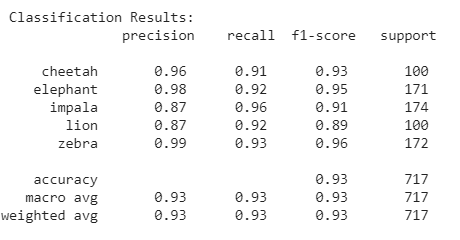 Classification Results:
precision recall f1-score support
cheetah 0.96 0.91 0.93 100
elephant 0.98 0.92 0.95 171
impala 0.87 0.96 0.91 174
lion 0.87 0.92 0.89 100
zebra 0.99 0.93 0.96 172
accuracy 0.93 717
macro avg 0.93 0.93 0.93 717
weighted avg 0.93 0.93 0.93 717